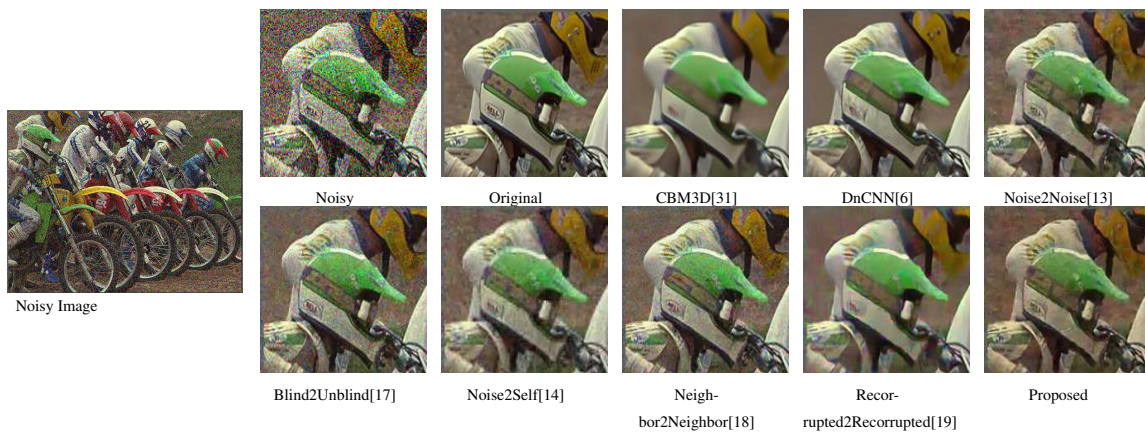 Noisy
Original
CBM3D[31]
DnCNN[6]
Noise2Noise[13]
Noisy Image
Blind2Unblind[17]
Noise2Self[14]
Neigh-
bor2Neighbor[18]
Recor-
rupted2Recorrupted[19]
Proposed
BELL